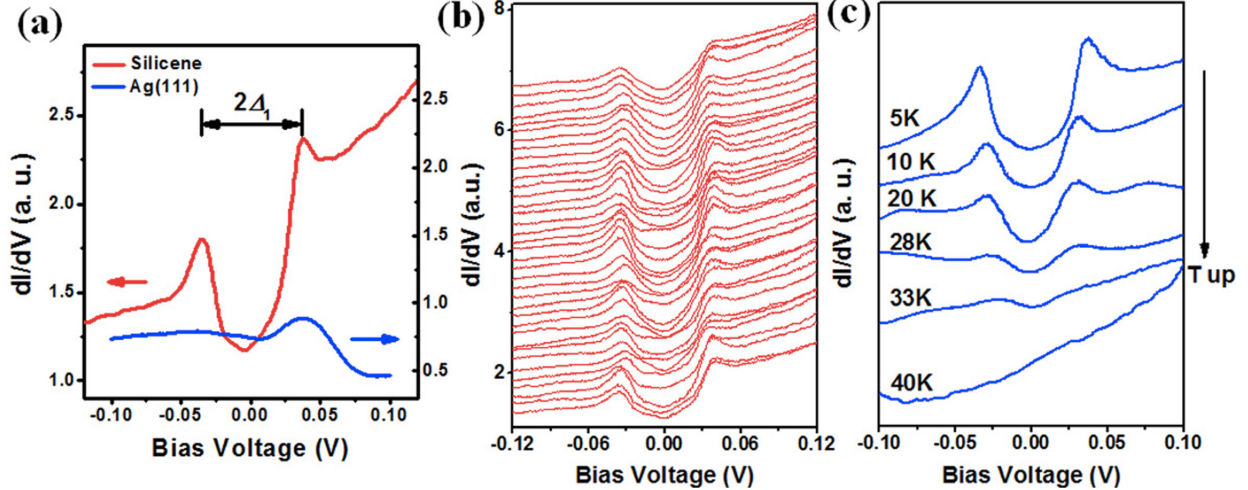 (a)
Silicene
Ag(111)
2Δ1
2.5
2.0
1.5
1.0
2.5
2.0
1.5
1.0
0.5
dI/dV (a. u.)
-0.10 -0.05 0.00 0.05 0.10
Bias Voltage (V)
(b)
8
6
4
2
dI/dV (a.u.)
-0.12 -0.06 0.00 0.06 0.12
Bias Voltage (V)
(c)
5K
10 K
20 K
28K
33K
40K
T up
dI/dV (a. u.)
-0.10 -0.05 0.00 0.05 0.10
Bias Voltage (V)